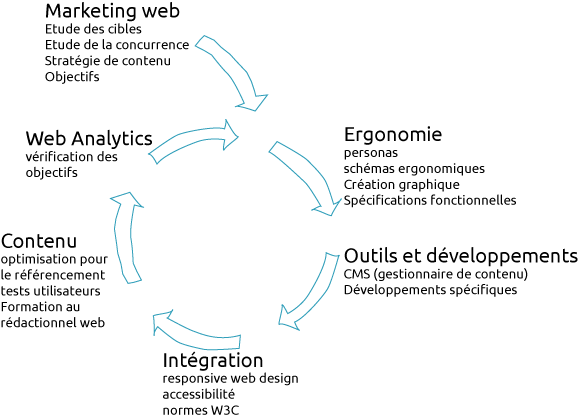 Marketing web
Etude des cibles
Etude de la concurrence
Stratégie de contenu
Objectifs
Ergonomie
personas
schémas ergonomiques
Création graphique
Spécifications fonctionnelles
Outils et développements
CMS (gestionnaire de contenu)
Développements spécifiques
Intégration
responsive web design
accessibilité
normes W3C
Contenu
optimisation pour
le référencement
tests utilisateurs
Formation au
rédactionnel web
Web Analytics
vérification des
objectifs